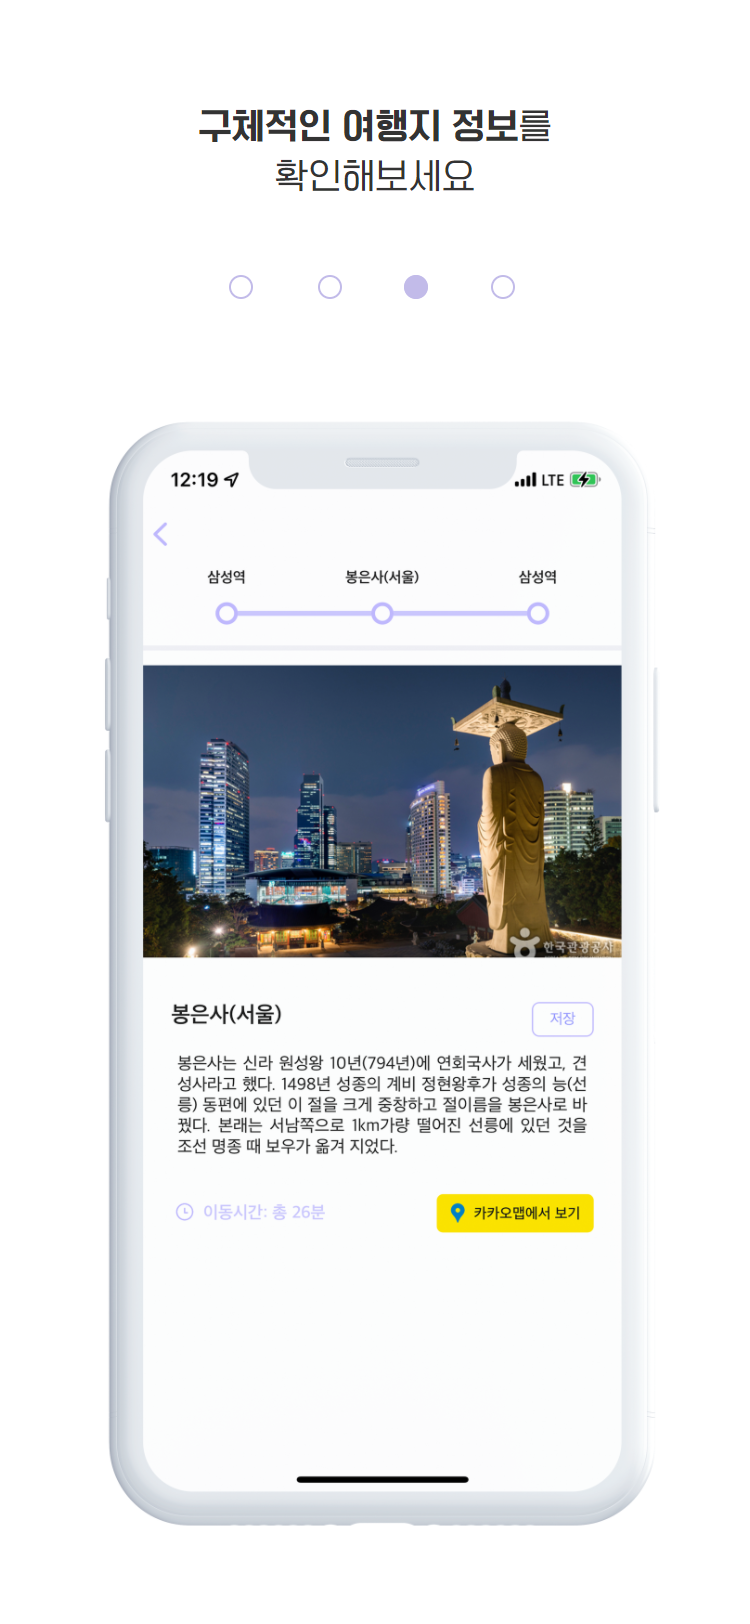 구체적인 여행지 정보를
확인해보세요
12:19 LTE
삼성역 봉은사(서울) 삼성역
한국관광공사
봉은사(서울) 저장
봉은사는 신라 원성왕 10년(794년)에 연회국사가 세웠고, 견
성사라고 했다. 1498년 성종의 계비 정현왕후가 성종의 능(선
릉) 동편에 있던 이 절을 크게 중창하고 절이름을 봉은사로 바
꿨다. 본래는 서남쪽으로 1km가량 떨어진 선릉에 있던 것을
조선 명종 때 보우가 옮겨 지었다.
이동시간: 총 26분 카카오맵에서 보기